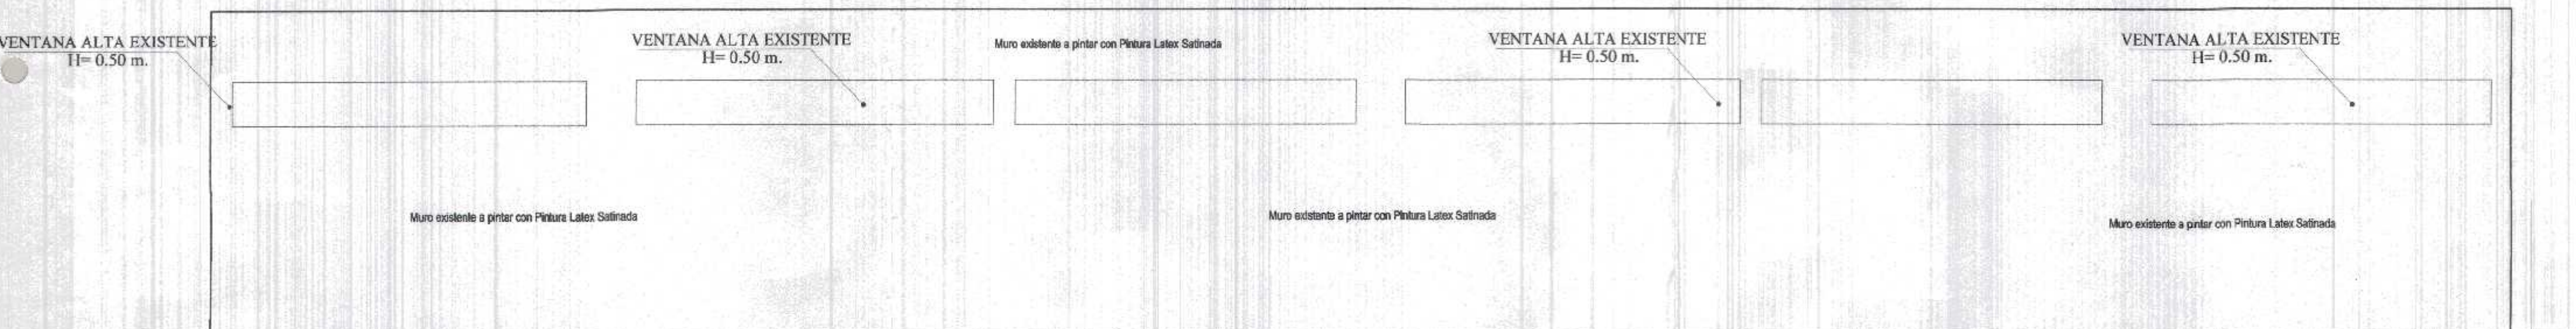 VENTANA ALTA EXISTENTE
H= 0.50 m.
VENTANA ALTA EXISTENTE
H= 0.50 m.
Muro existente a pintar con Pintura Latex Satinada
VENTANA ALTA EXISTENTE
H= 0.50 m.
VENTANA ALTA EXISTENTE
H= 0.50 m.
Muro existente a pintar con Pintura Latex Satinada
Muro existente a pintar con Pintura Latex Satinada
Muro existente a pintar con Pintura Latex Satinada